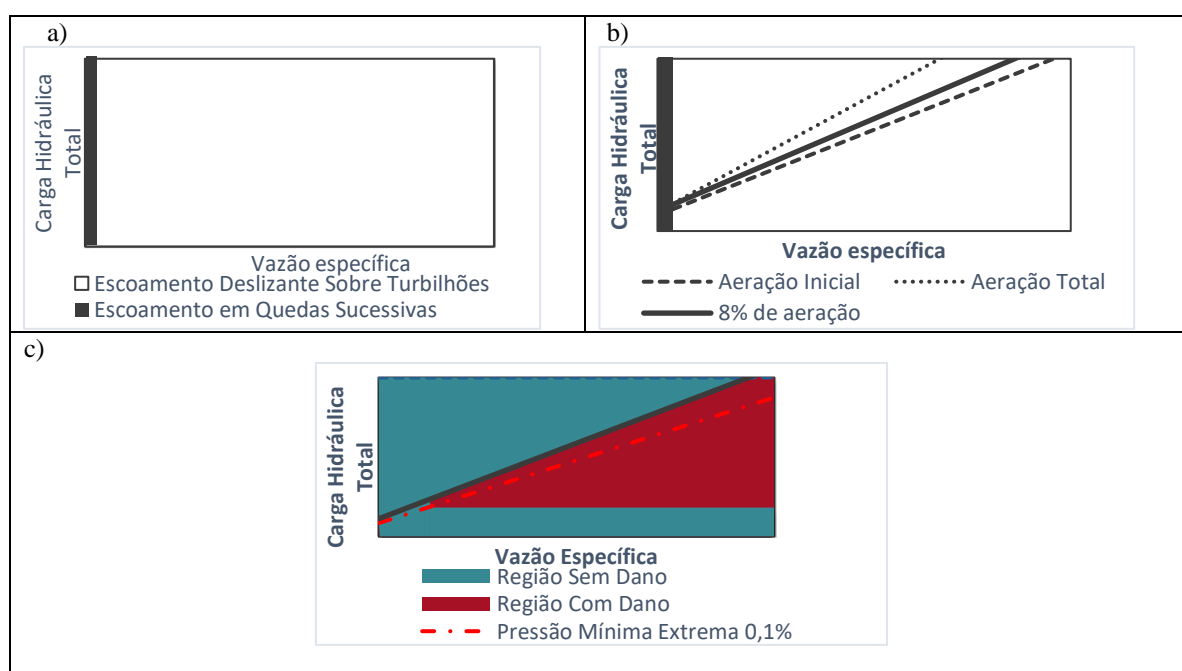 a)
Carga Hidráulica
Total
Vazão específica
Escoamento Deslizante Sobre Turbilhões
Escoamento em Quedas Sucessivas
b)
Carga Hidráulica
Total
Vazão específica
Aeração Inicial
Aeração Total
8% de aeração
c)
Carga Hidráulica
Total
Vazão Específica
Região Sem Dano
Região Com Dano
Pressão Mínima Extrema 0,1%